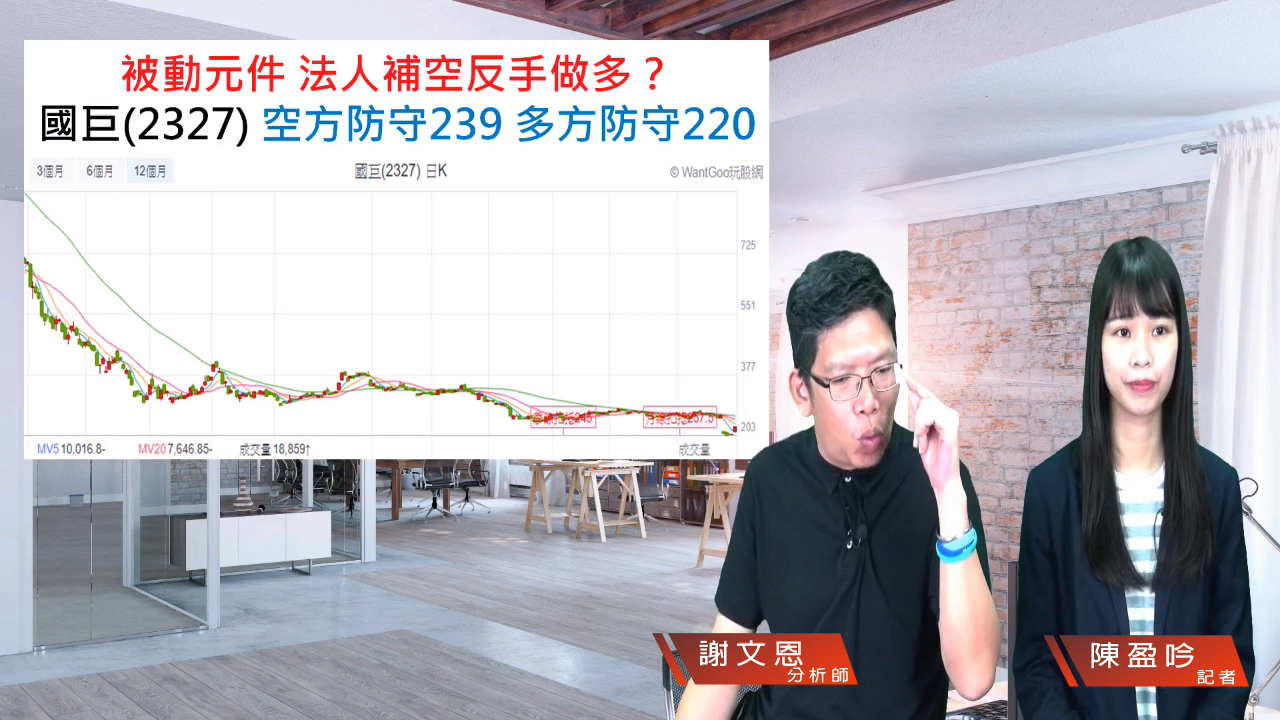 被動元件 法人補空反手做多？
國巨(2327) 空方防守239 多方防守220
3個月 6個月 12個月 國巨(2327) 日K © WantGoo玩股網
725
551
377
203
MV5 10,016.8- MV20 7,646.85- 成交量 18,859↑ 成交量
謝文恩
分析師
陳盈吟
記者